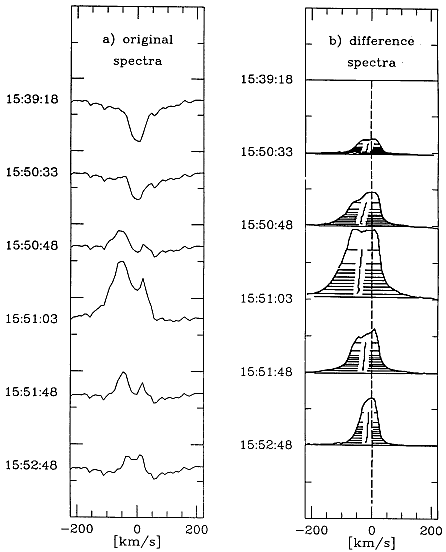 a) original
spectra
15:39:18
15:50:33
15:50:48
15:51:03
15:51:48
15:52:48
-200 0 200
[km/s]
b) difference
spectra
15:39:18
15:50:33
15:50:48
15:51:03
15:51:48
15:52:48
-200 0 200
[km/s]